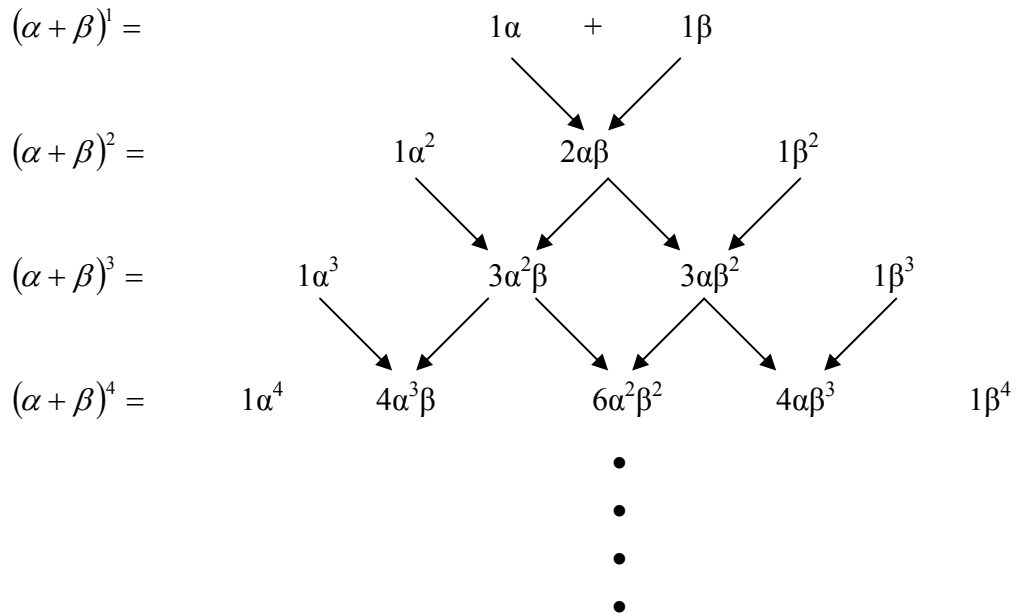 (α + β)¹ = 1α + 1β
(α + β)² = 1α² 2αβ 1β²
(α + β)³ = 1α³ 3α²β 3αβ² 1β³
(α + β)⁴ = 1α⁴ 4α³β 6α²β² 4αβ³ 1β⁴